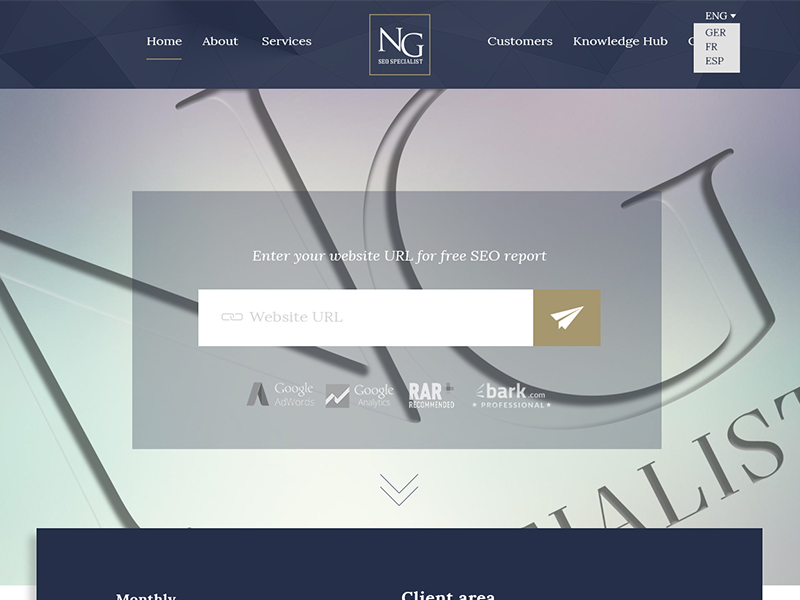 ENG
Home About Services
NG
SEO SPECIALIST
Customers Knowledge Hub
GER
FR
ESP
Enter your website URL for free SEO report
Website URL
Google AdWords
Google Analytics
RAR RECOMMENDED
bark.com
PROFESSIONAL
Monthly
Client area